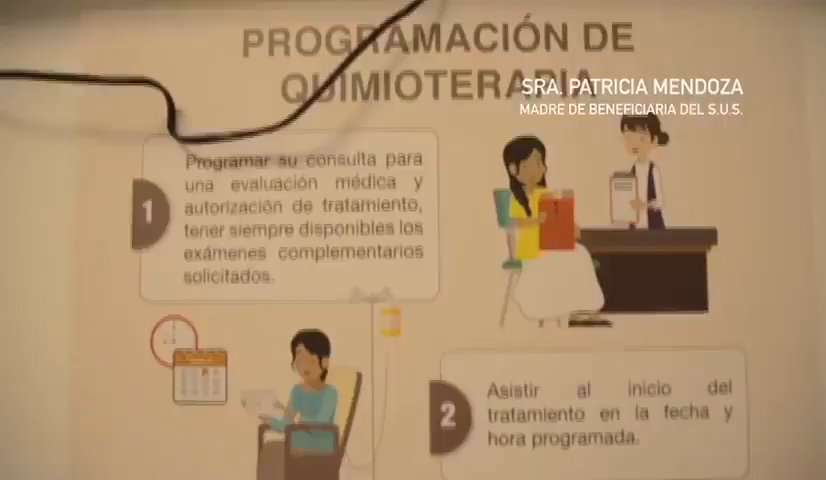 PROGRAMACIÓN DE
QUIMIOTERAPIA
SRA. PATRICIA MENDOZA
MADRE DE BENEFICIARIA DEL S.U.S.
1
Programar su consulta para
una evaluación médica y
autorización de tratamiento,
tener siempre disponibles los
exámenes complementarios
solicitados.
2
Asistir al inicio del
tratamiento en la fecha y
hora programada.